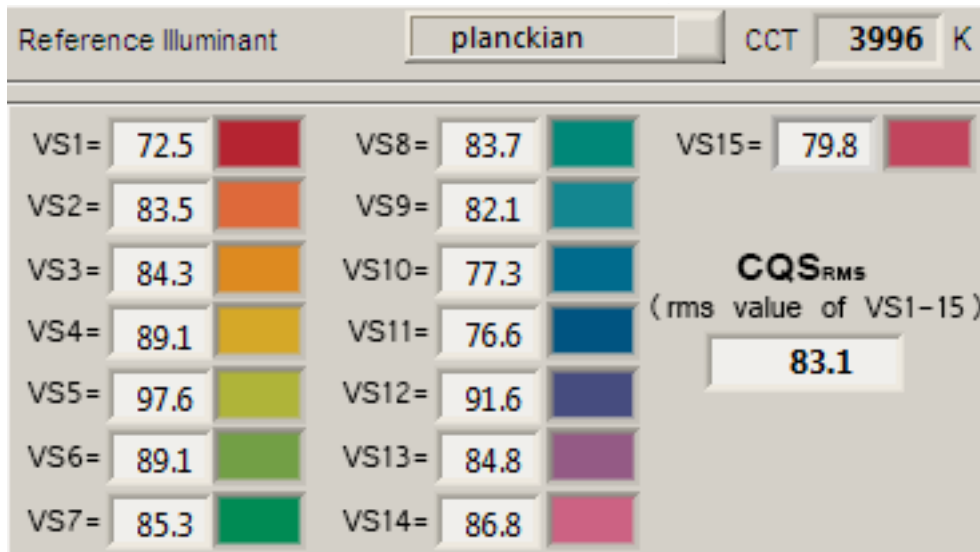 Reference Illuminant planckian CCT 3996 K
VS1= 72.5 VS8= 83.7 VS15= 79.8
VS2= 83.5 VS9= 82.1
VS3= 84.3 VS10= 77.3 CQSRMS
(rms value of VS1-15)
VS4= 89.1 VS11= 76.6 83.1
VS5= 97.6 VS12= 91.6
VS6= 89.1 VS13= 84.8
VS7= 85.3 VS14= 86.8